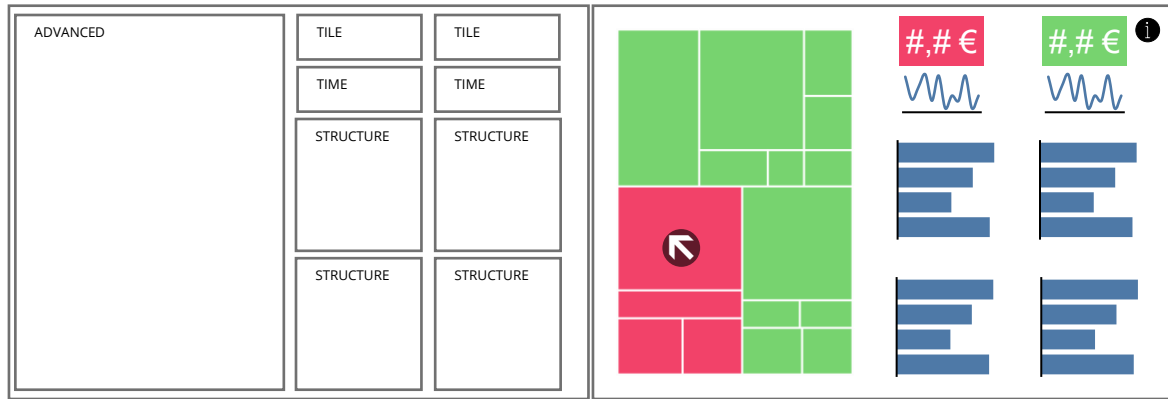 ADVANCED
TILE
TILE
TIME
TIME
STRUCTURE
STRUCTURE
STRUCTURE
STRUCTURE
#,# €
#,# €
i